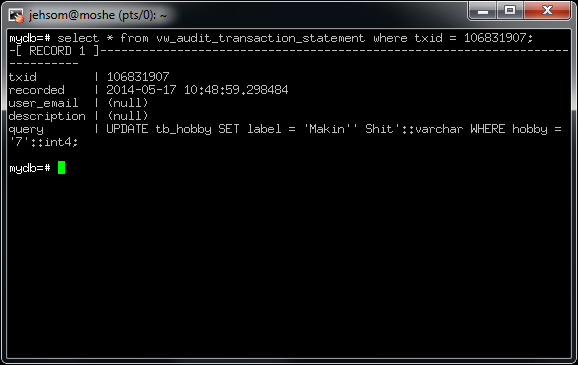 jehsom@moshe (pts/0): ~
mydb=# select * from vw_audit_transaction_statement where txid = 106831907;
-[ RECORD 1 ]-----------------------------------------------------------------
----------
txid        | 106831907
recorded    | 2014-05-17 10:48:59.298484
user_email  | (null)
description | (null)
query       | UPDATE tb_hobby SET label = 'Makin'' Shit'::varchar WHERE hobby =
'7'::int4;
mydb=#